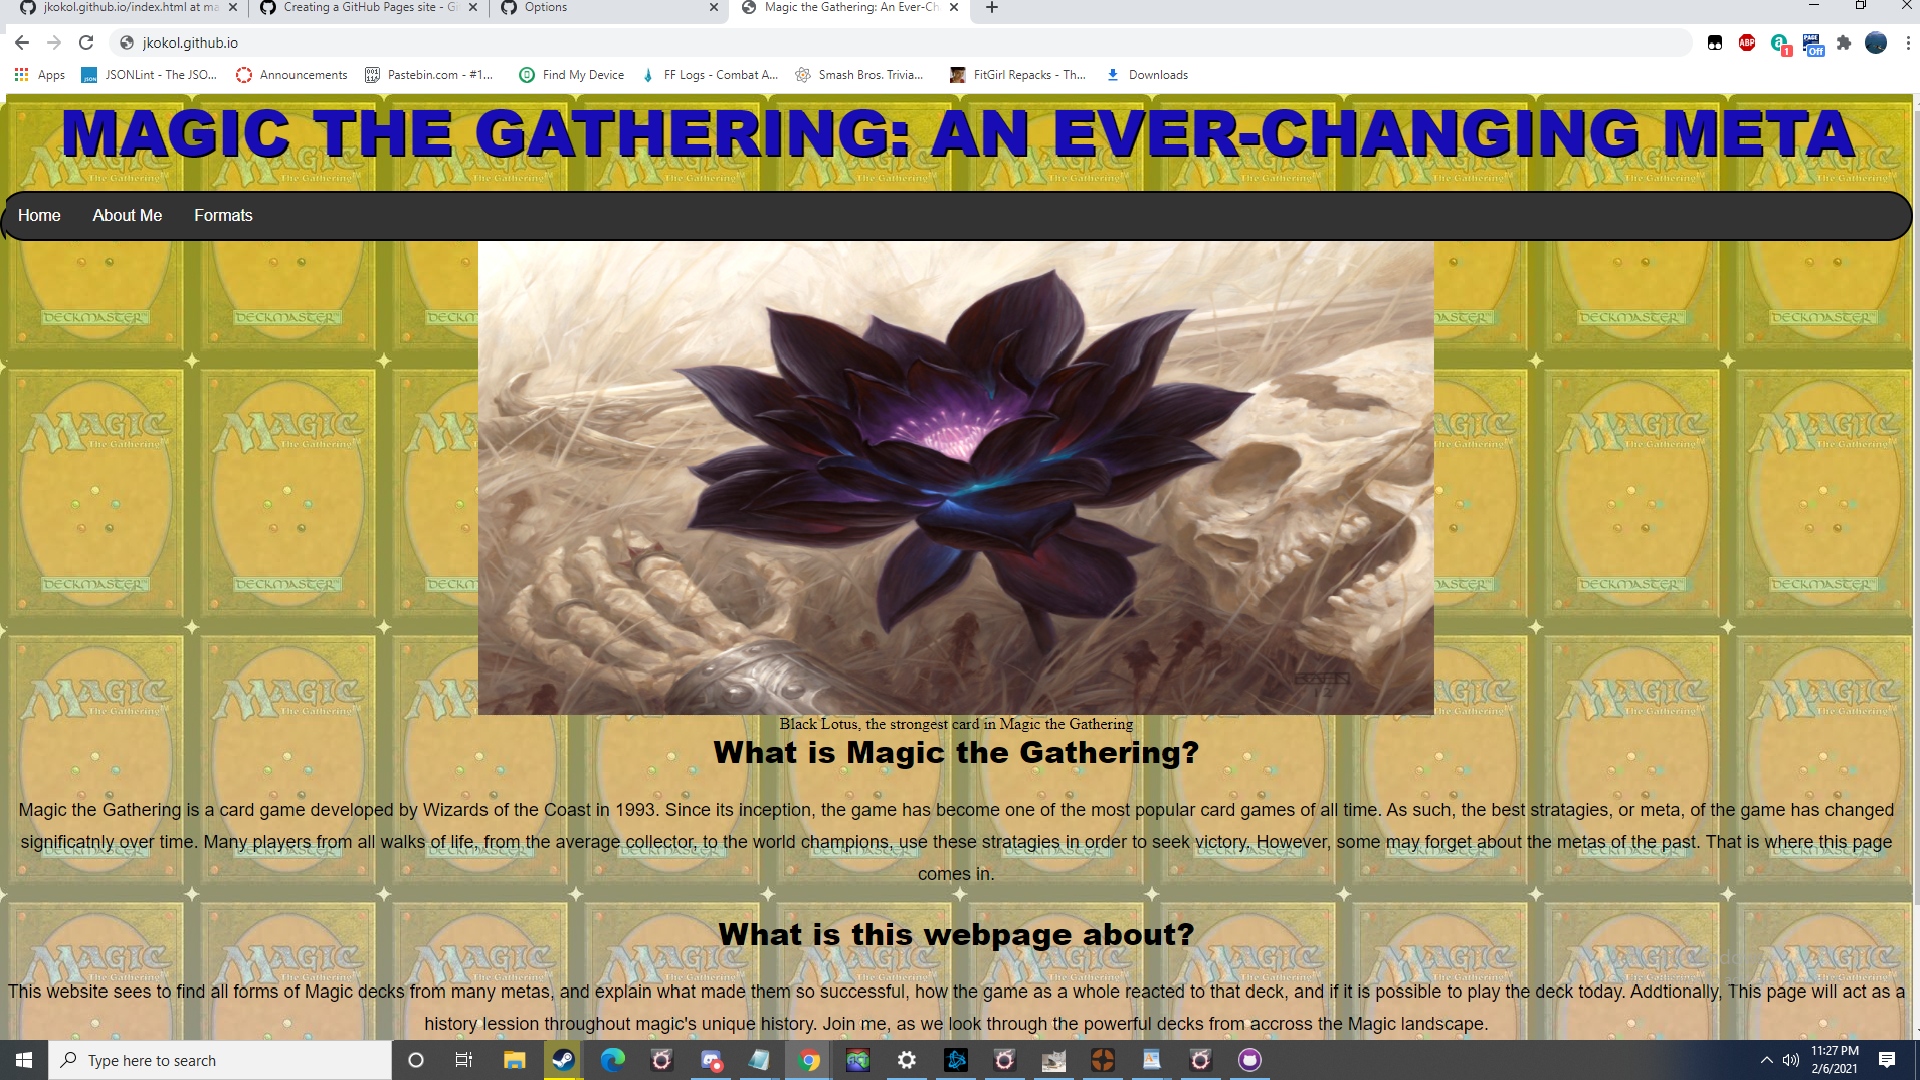 jkokol.github.io/index.html at ma
Creating a GitHub Pages site - Gi
Options
Magic the Gathering: An Ever-Ch
jkokol.github.io
ABP
1
PAGE
Off
Apps
JSON
JSONLint - The JSO...
Announcements
Pastebin.com - #1...
Find My Device
FF Logs - Combat A...
Smash Bros. Trivia...
FitGirl Repacks - Th...
Downloads
MAGIC THE GATHERING: AN EVER-CHANGING META
Home
About Me
Formats
MAGIC
The Gathering
DECKMASTER
Black Lotus, the strongest card in Magic the Gathering
What is Magic the Gathering?
Magic the Gathering is a card game developed by Wizards of the Coast in 1993. Since its inception, the game has become one of the most popular card games of all time. As such, the best stratagies, or meta, of the game has changed
significatnly over time. Many players from all walks of life, from the average collector, to the world champions, use these stratagies in order to seek victory. However, some may forget about the metas of the past. That is where this page
comes in.
What is this webpage about?
This website sees to find all forms of Magic decks from many metas, and explain what made them so successful, how the game as a whole reacted to that deck, and if it is possible to play the deck today. Addtionally, This page will act as a
history lession throughout magic's unique history. Join me, as we look through the powerful decks from accross the Magic landscape.
Type here to search
11:27 PM
2/6/2021